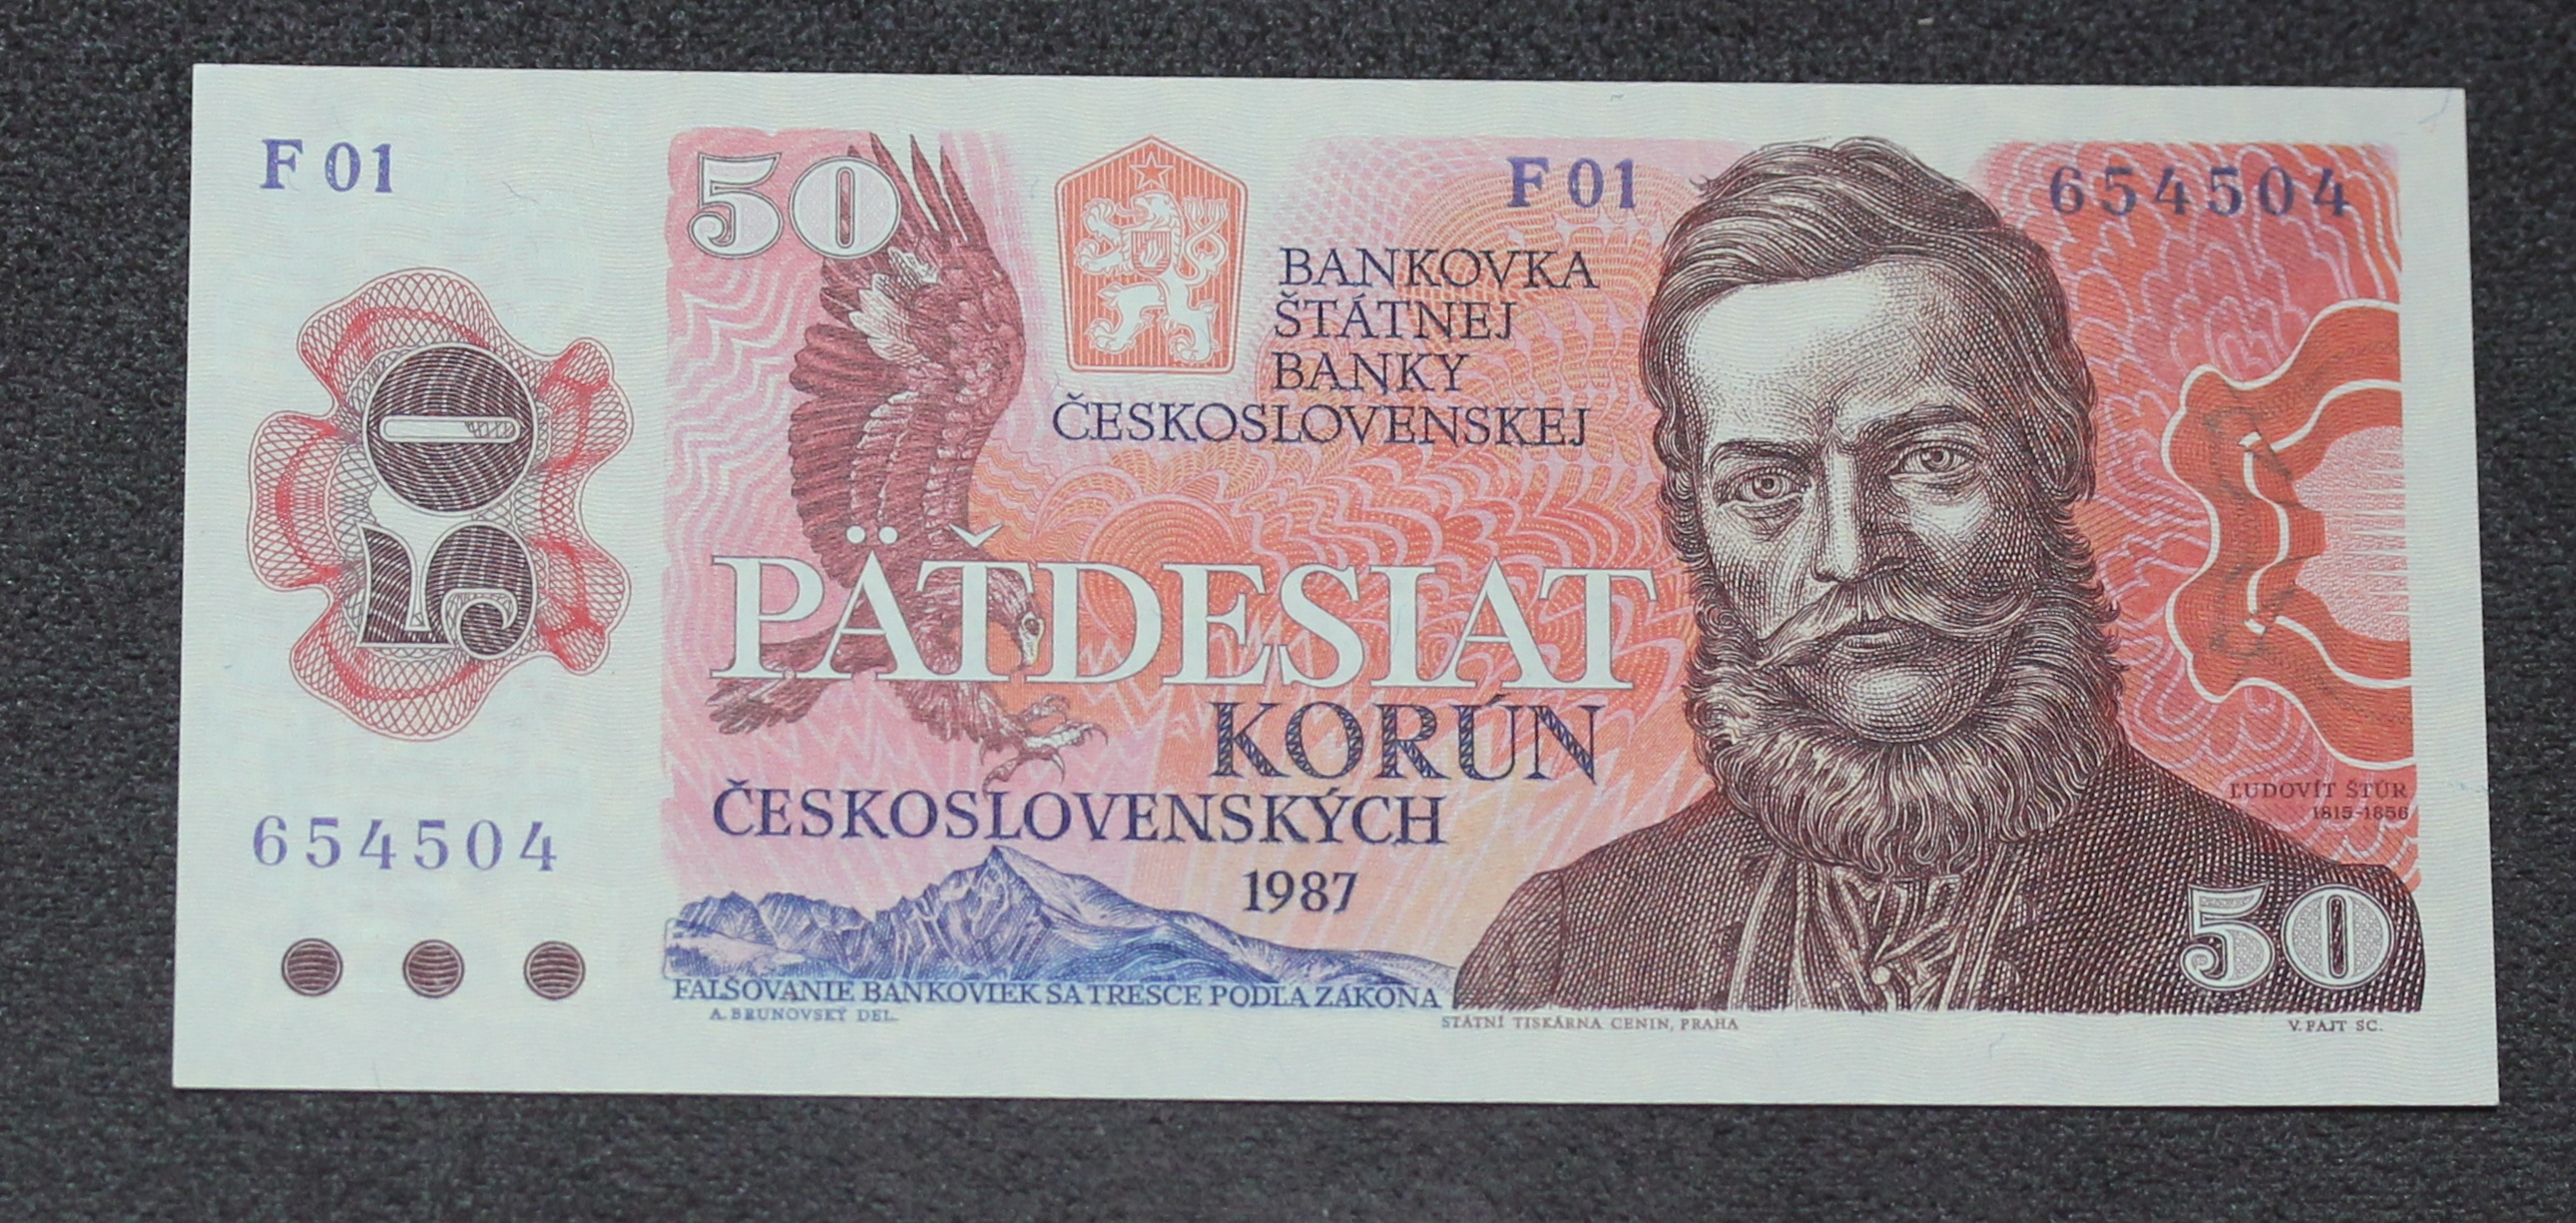 F 01
50
654504
50
F 01
654504
BANKOVKA
ŠTÁTNEJ
BANKY
ČESKOSLOVENSKEJ
PÄŤDESIAT
KORÚN
ČESKOSLOVENSKÝCH
1987
ĽUDOVÍT ŠTÚR
1815-1856
50
FALŠOVANIE BANKOVIEK SA TRESCE PODĽA ZÁKONA
A. BRUNOVSKÝ DEL.
STÁTNÍ TISKÁRNA CENIN, PRAHA
V. FAJT SC.